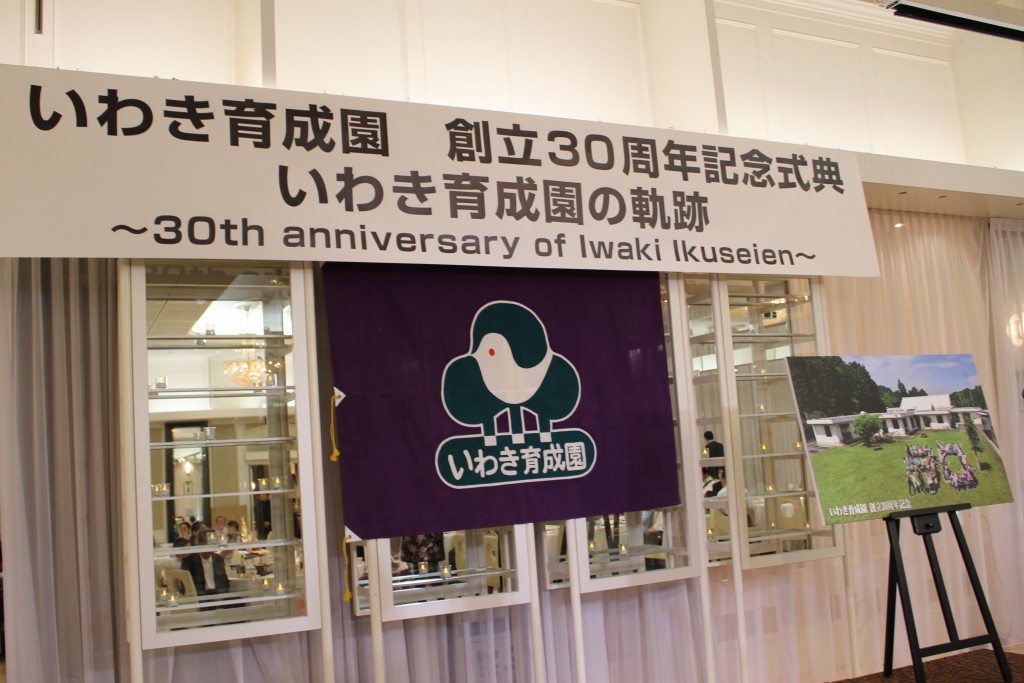 いわき育成園　創立30周年記念式典
いわき育成園の軌跡
～30th anniversary of Iwaki Ikuseien～
いわき育成園
いわき育成園 創立30周年記念